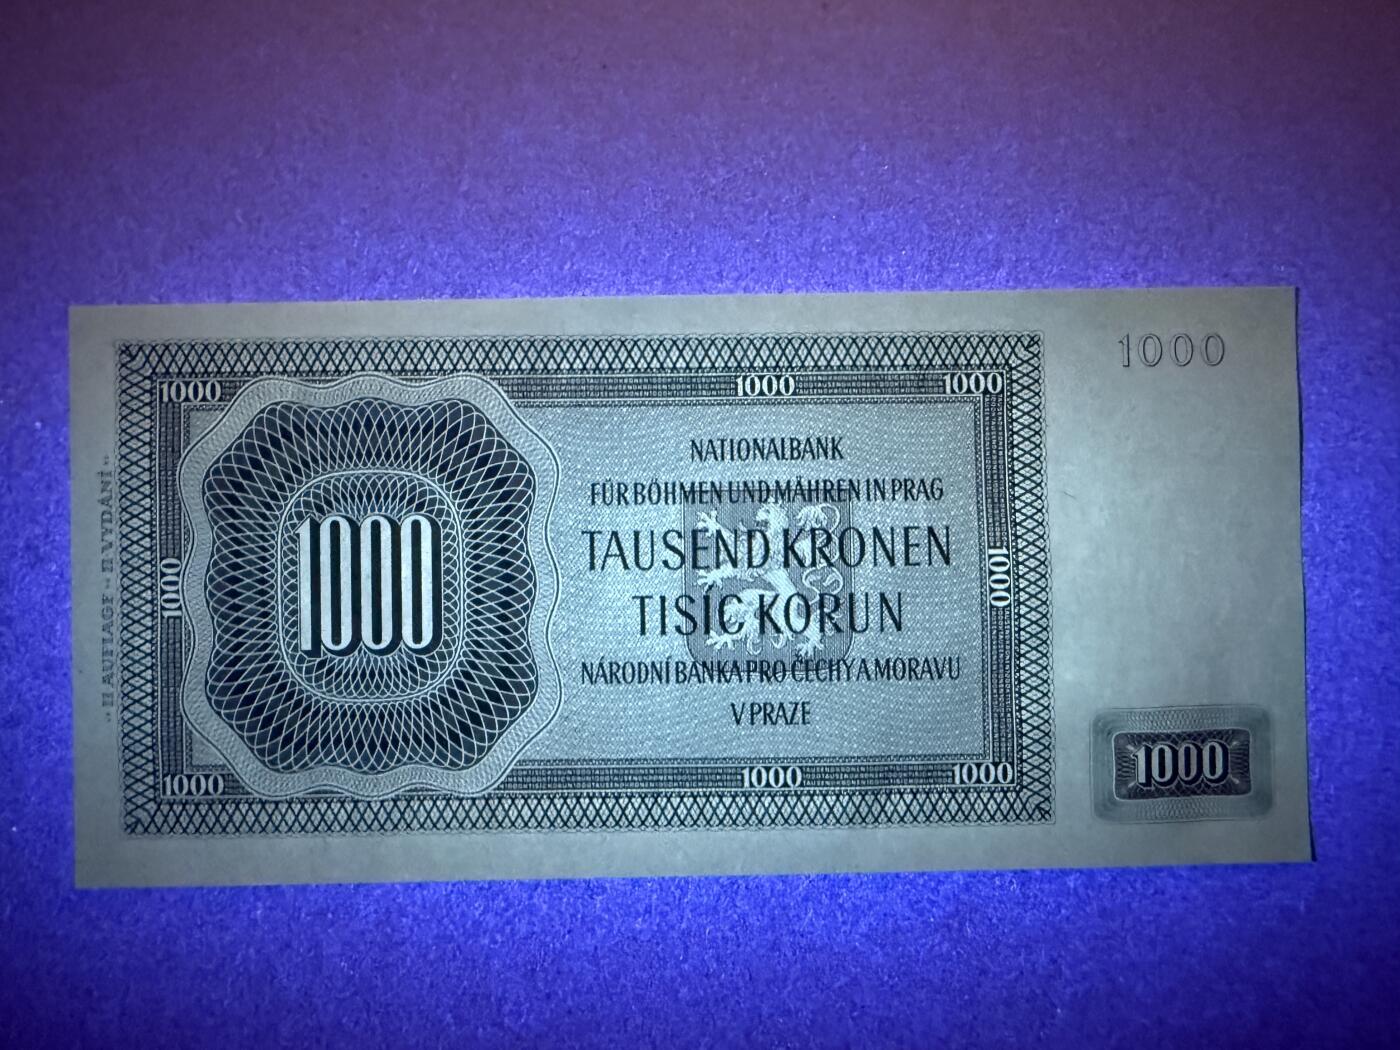 1000
1000 1000 1000
NATIONALBANK
FÜR BÖHMEN UND MÄHREN IN PRAG
TAUSEND KRONEN
TISÍC KORUN
NÁRODNÍ BANKA PRO ČECHY A MORAVU
V PRAZE
1000
1000
1000
1000
1000 1000 1000
„II AUFLAGE - II VYDÁNÍ“